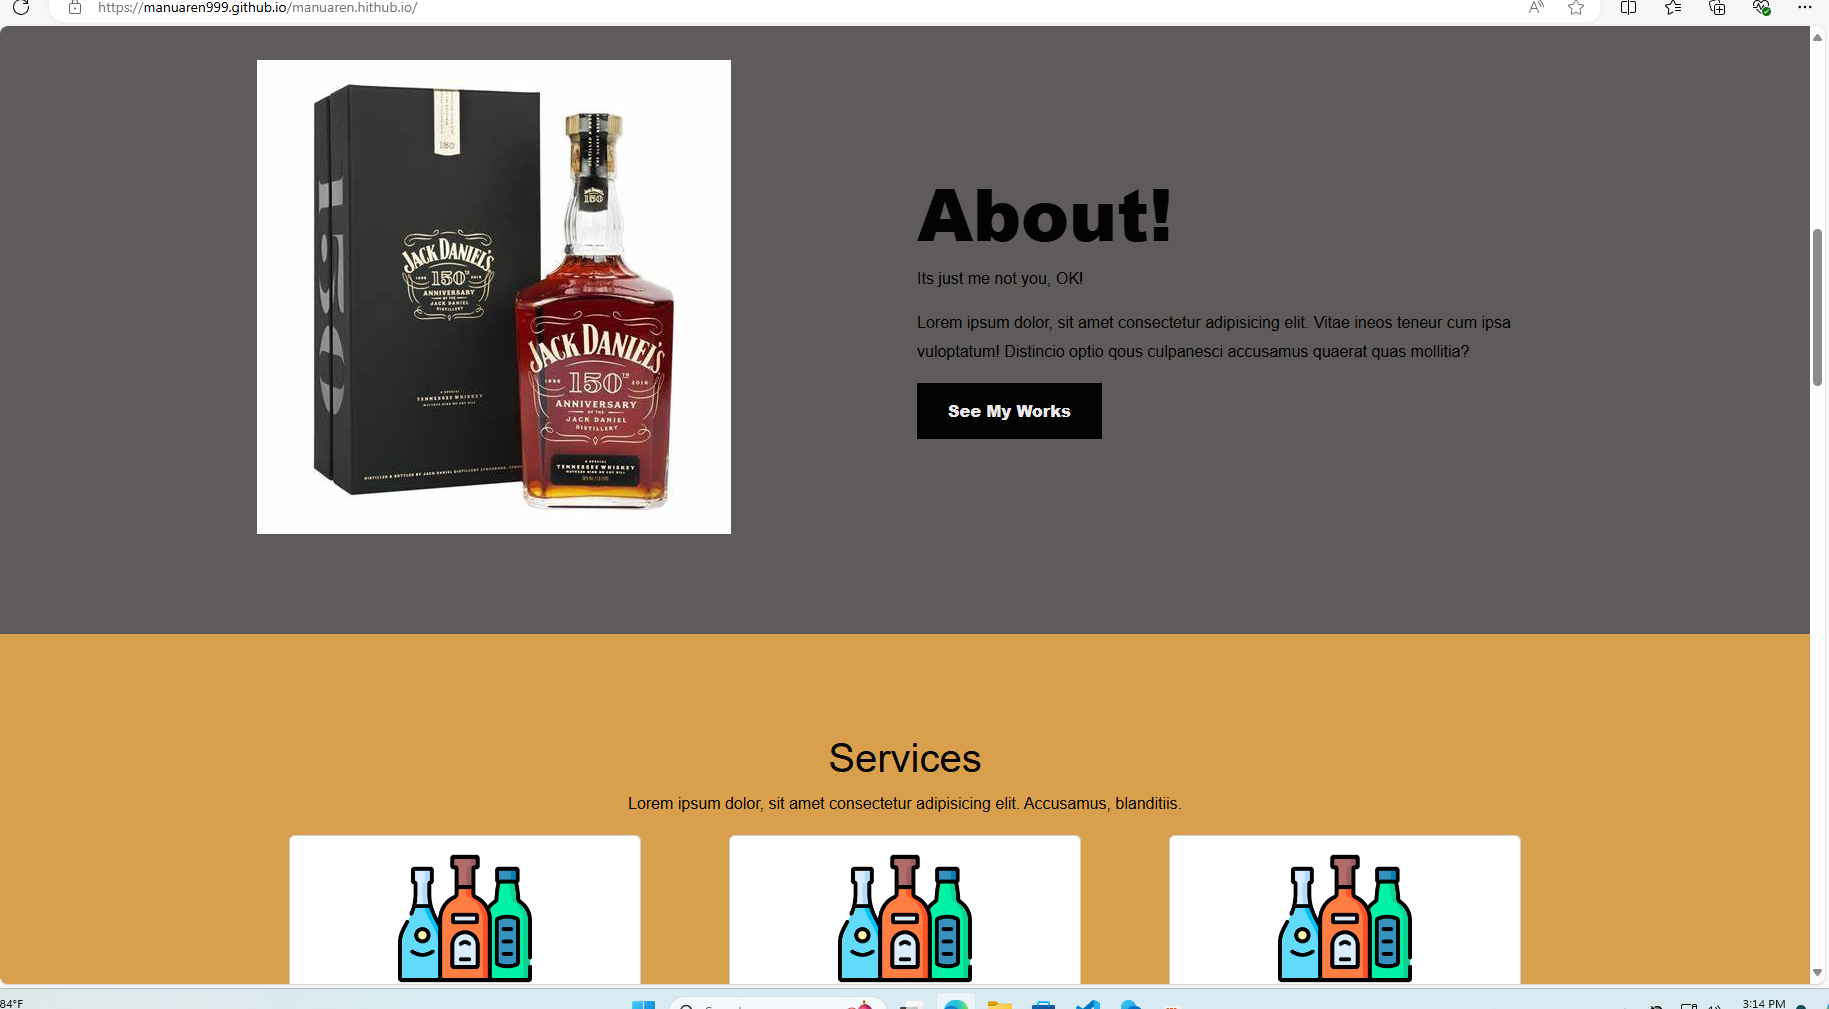 https://manuaren999.github.io/manuaren.hithub.io/
150
JACK DANIEL'S
1866 150TH 2016
ANNIVERSARY
OF THE
JACK DANIEL
DISTILLERY
A SPECIAL
TENNESSEE WHISKEY
JACK DANIEL'S
1866 150TH 2016
ANNIVERSARY
OF THE
JACK DANIEL
DISTILLERY
A SPECIAL
TENNESSEE WHISKEY
About!
Its just me not you, OK!
Lorem ipsum dolor, sit amet consectetur adipisicing elit. Vitae ineos teneur cum ipsa
vuloptatum! Distincio optio qous culpanesci accusamus quaerat quas mollitia?
See My Works
Services
Lorem ipsum dolor, sit amet consectetur adipisicing elit. Accusamus, blanditiis.
84°F
3:14 PM